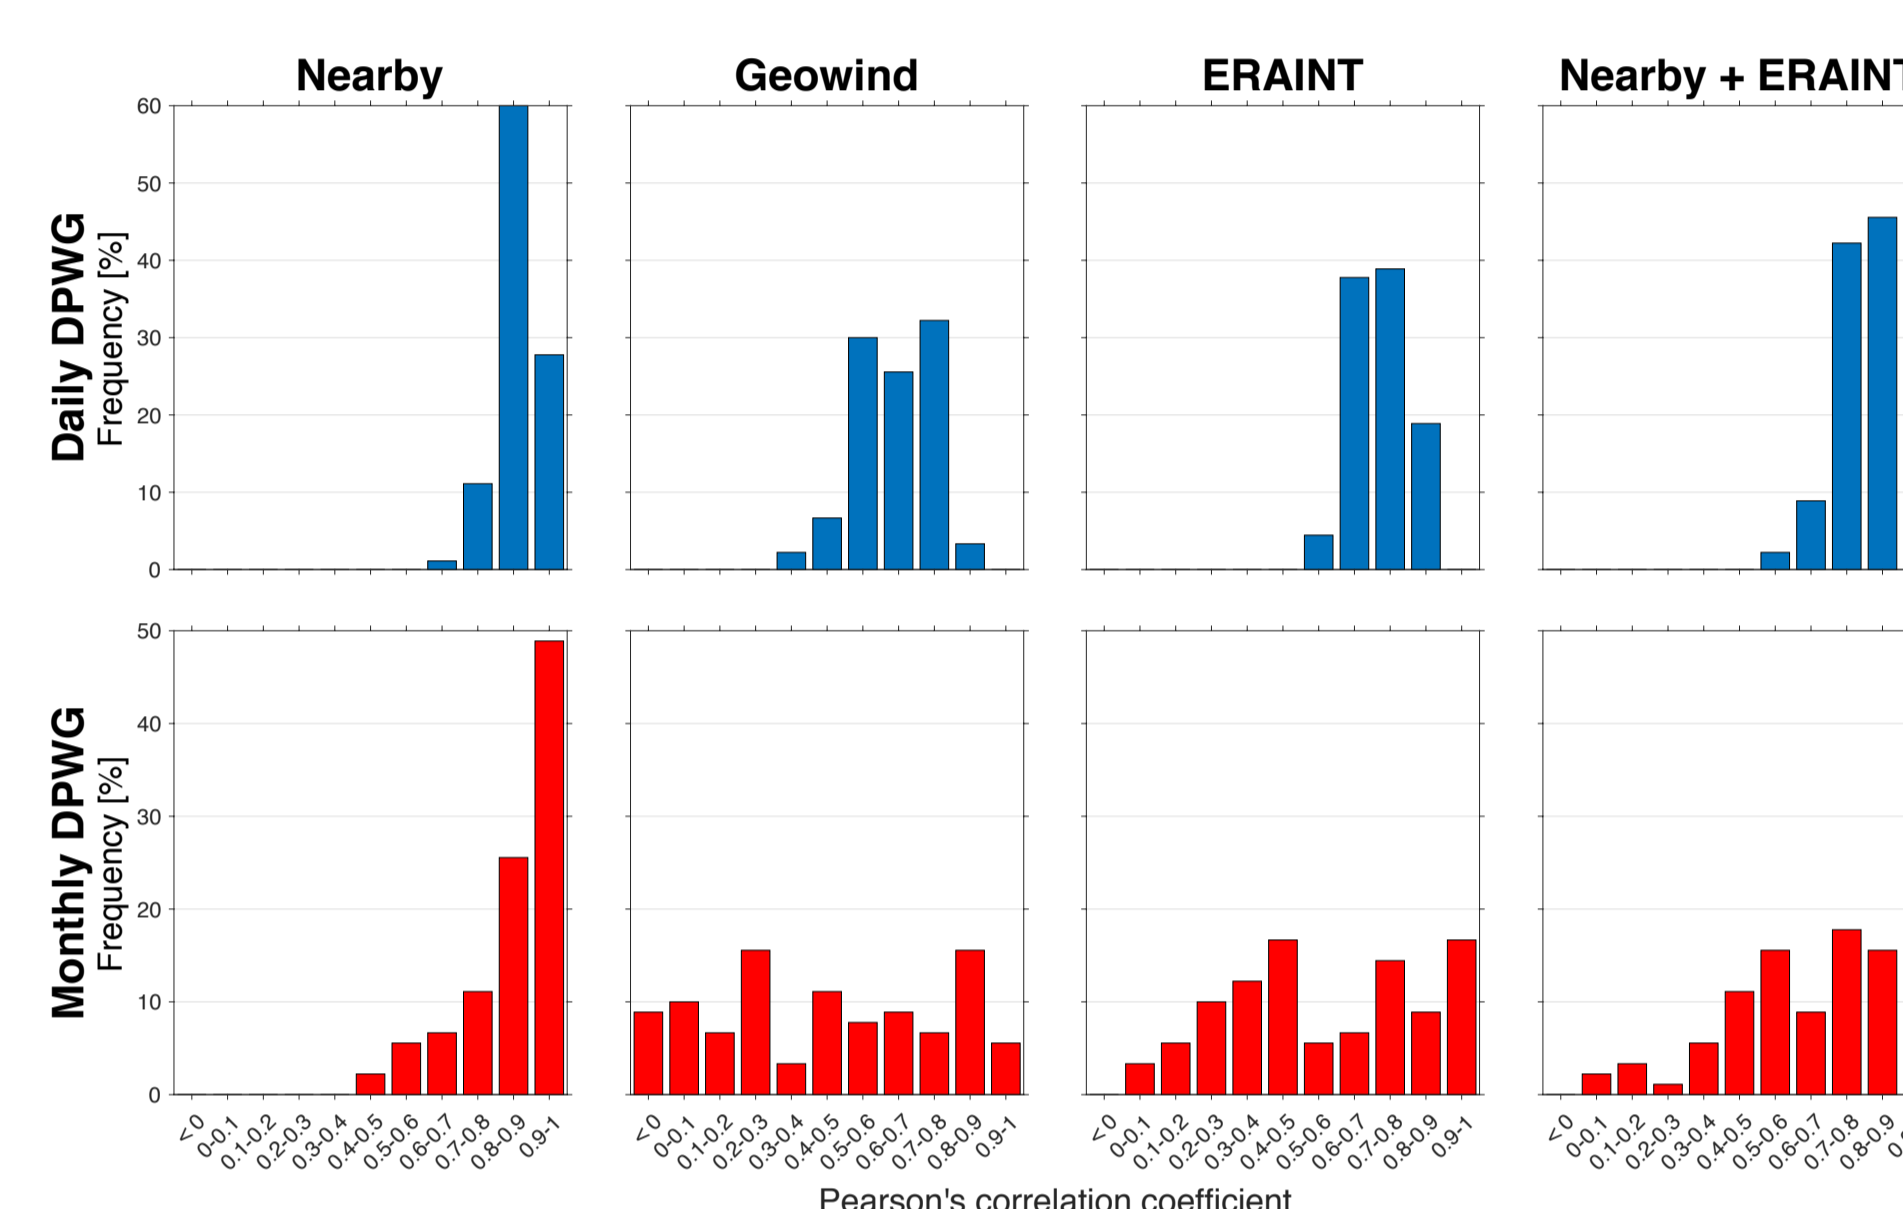 Nearby Geowind ERAINT Nearby + ERAINT
Daily DPWG
Frequency [%]
60
50
40
30
20
10
0
Monthly DPWG
Frequency [%]
50
40
30
20
10
0
< 0 0-0.1 0.1-0.2 0.2-0.3 0.3-0.4 0.4-0.5 0.5-0.6 0.6-0.7 0.7-0.8 0.8-0.9 0.9-1
< 0 0-0.1 0.1-0.2 0.2-0.3 0.3-0.4 0.4-0.5 0.5-0.6 0.6-0.7 0.7-0.8 0.8-0.9 0.9-1
< 0 0-0.1 0.1-0.2 0.2-0.3 0.3-0.4 0.4-0.5 0.5-0.6 0.6-0.7 0.7-0.8 0.8-0.9 0.9-1
< 0 0-0.1 0.1-0.2 0.2-0.3 0.3-0.4 0.4-0.5 0.5-0.6 0.6-0.7 0.7-0.8 0.8-0.9
Pearson's correlation coefficient